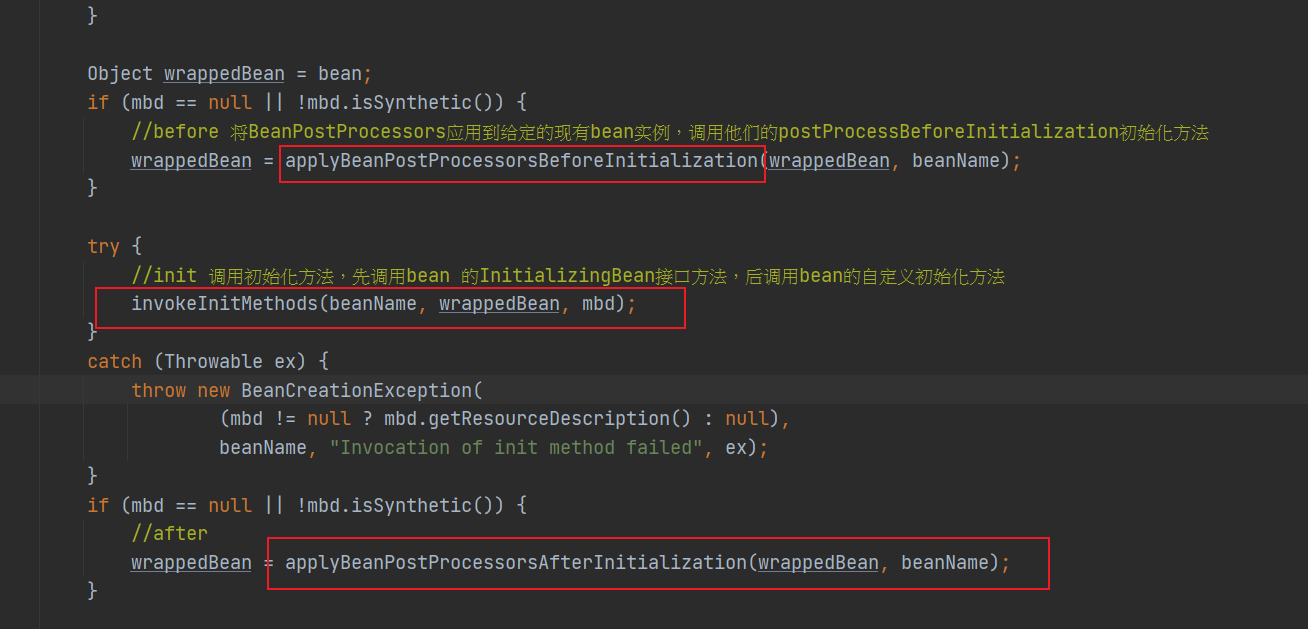 }
Object wrappedBean = bean;
if (mbd == null || !mbd.isSynthetic()) {
//before 将BeanPostProcessors应用到给定的现有bean实例，调用他们的postProcessBeforeInitialization初始化方法
wrappedBean = applyBeanPostProcessorsBeforeInitialization(wrappedBean, beanName);
}
try {
//init 调用初始化方法，先调用bean 的InitializingBean接口方法，后调用bean的自定义初始化方法
invokeInitMethods(beanName, wrappedBean, mbd);
}
catch (Throwable ex) {
throw new BeanCreationException(
(mbd != null ? mbd.getResourceDescription() : null),
beanName, "Invocation of init method failed", ex);
}
if (mbd == null || !mbd.isSynthetic()) {
//after
wrappedBean = applyBeanPostProcessorsAfterInitialization(wrappedBean, beanName);
}